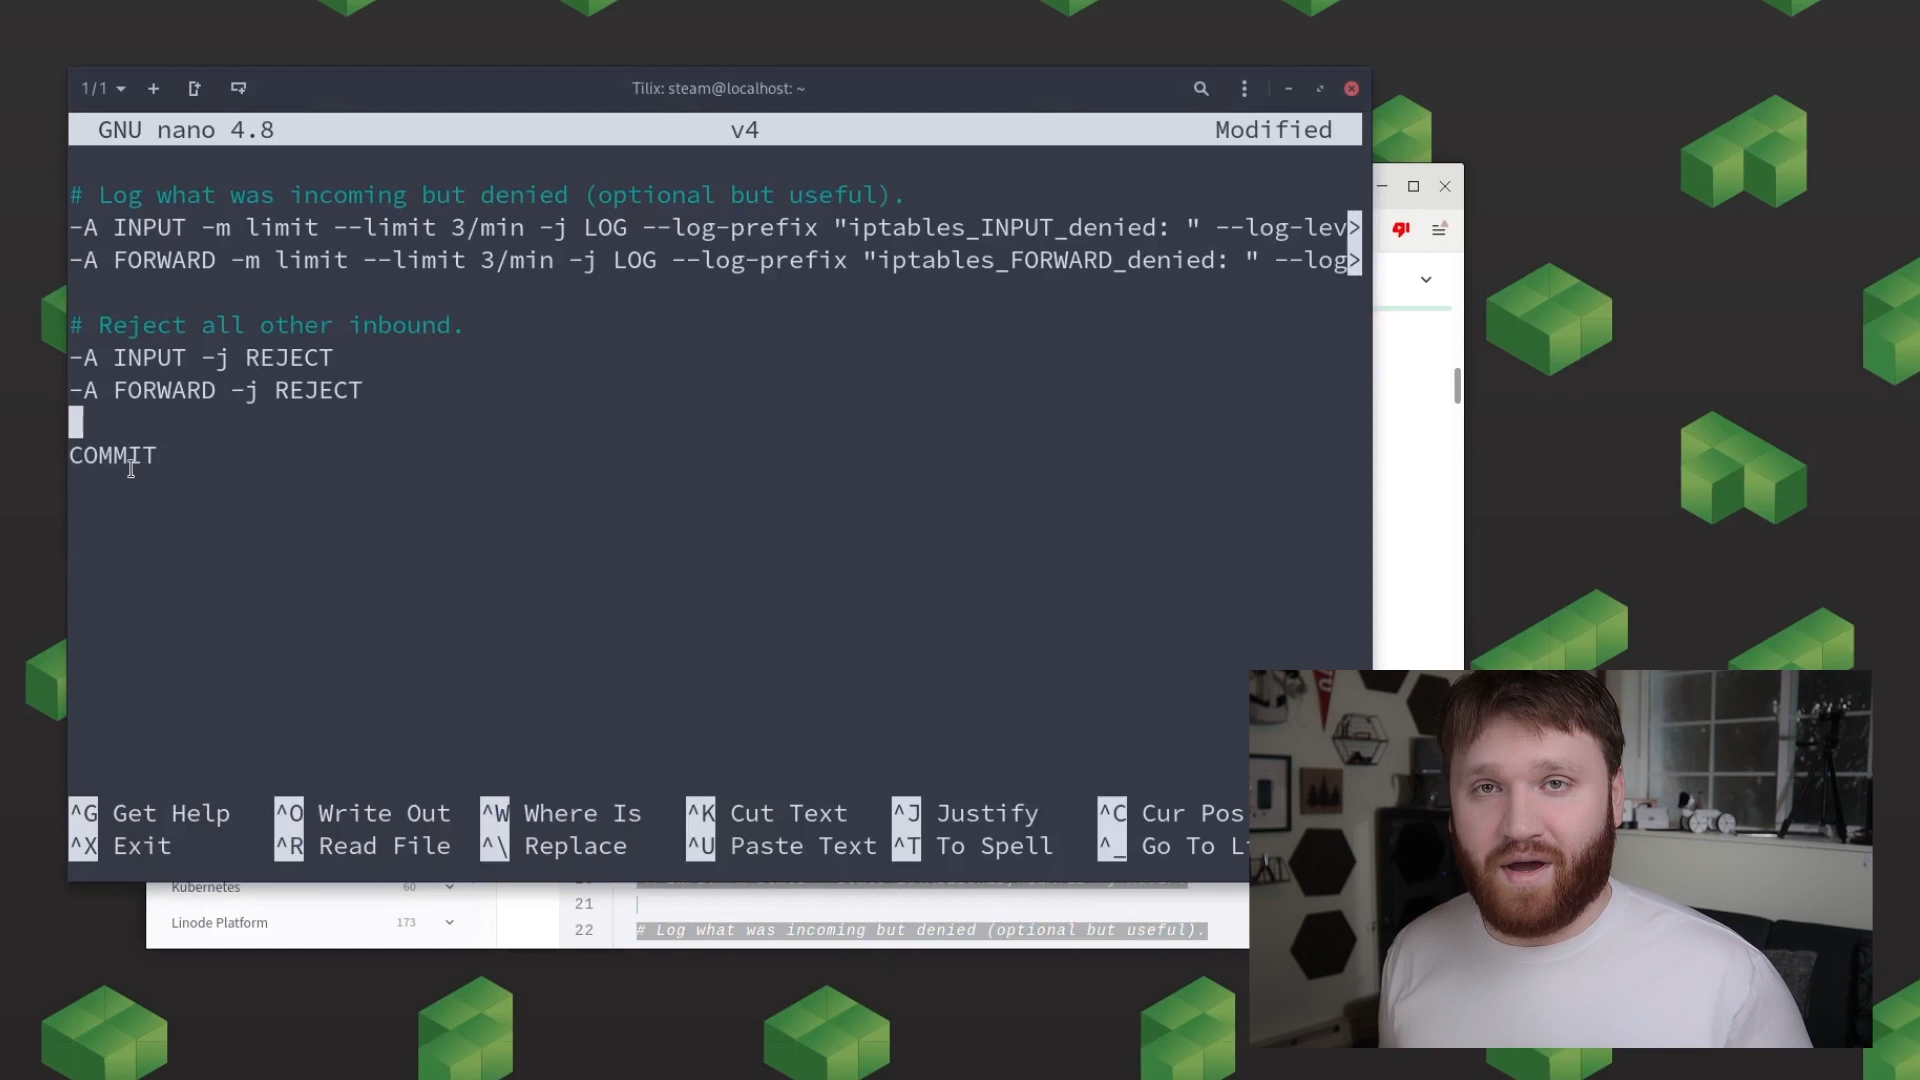 1/1
Tilix: steam@localhost: ~
GNU nano 4.8 v4 Modified
# Log what was incoming but denied (optional but useful).
-A INPUT -m limit --limit 3/min -j LOG --log-prefix "iptables_INPUT_denied: " --log-lev>
-A FORWARD -m limit --limit 3/min -j LOG --log-prefix "iptables_FORWARD_denied: " --log>
# Reject all other inbound.
-A INPUT -j REJECT
-A FORWARD -j REJECT
COMMIT
^G Get Help ^O Write Out ^W Where Is ^K Cut Text ^J Justify ^C Cur Pos
^X Exit ^R Read File ^\ Replace ^U Paste Text ^T To Spell ^_ Go To L
Kubernetes 60
Linode Platform 173
21
22 # Log what was incoming but denied (optional but useful).